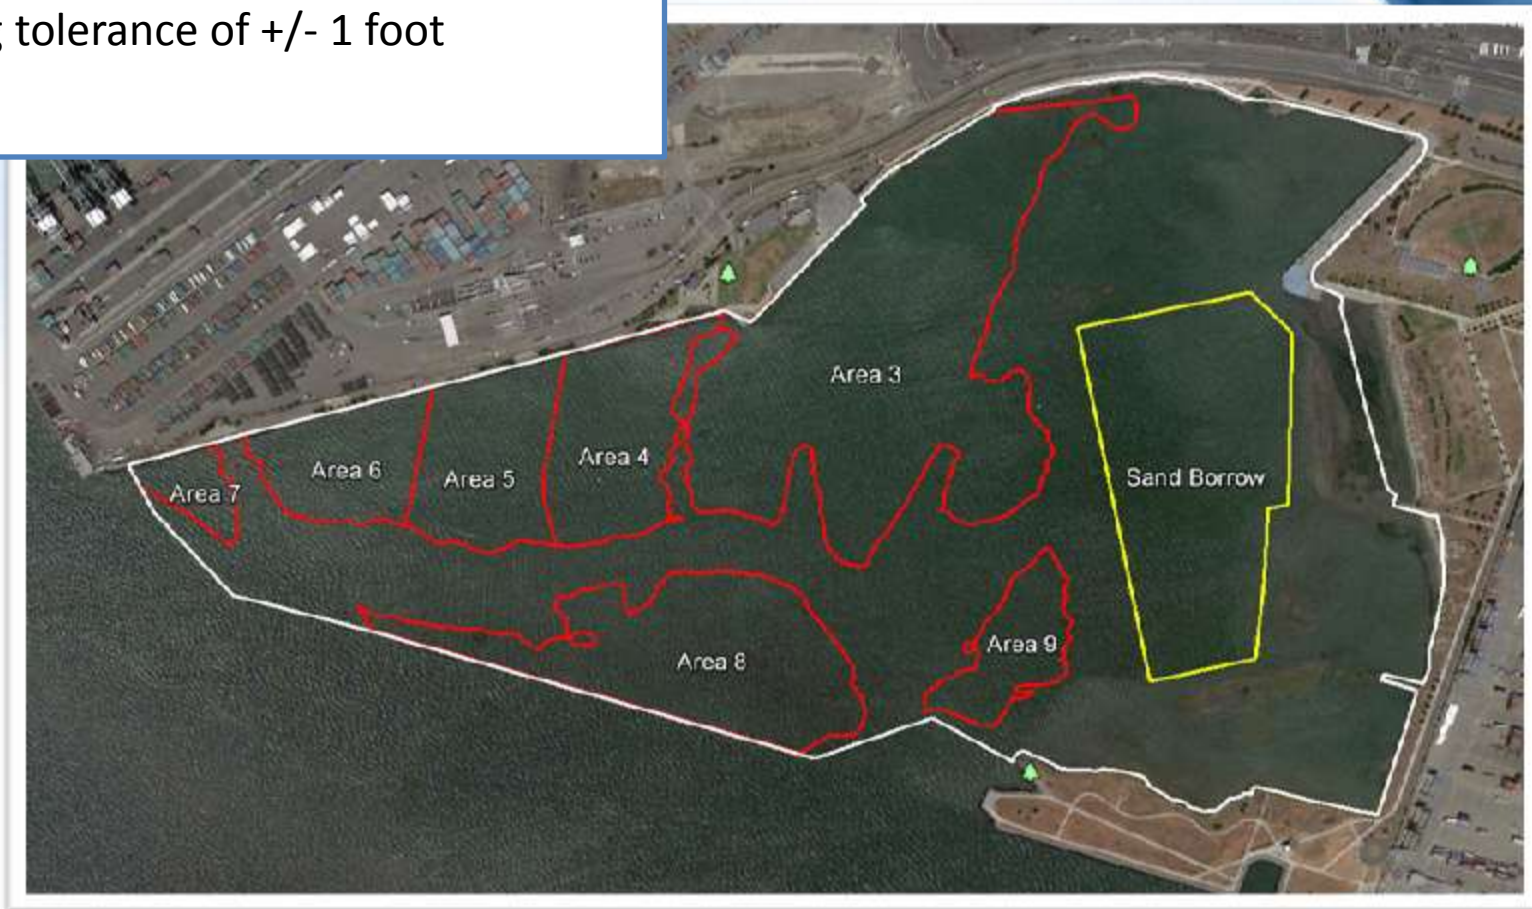 tolerance of +/- 1 foot
Area 3
Area 4
Area 5
Area 6
Area 7
Sand Borrow
Area 8
Area 9